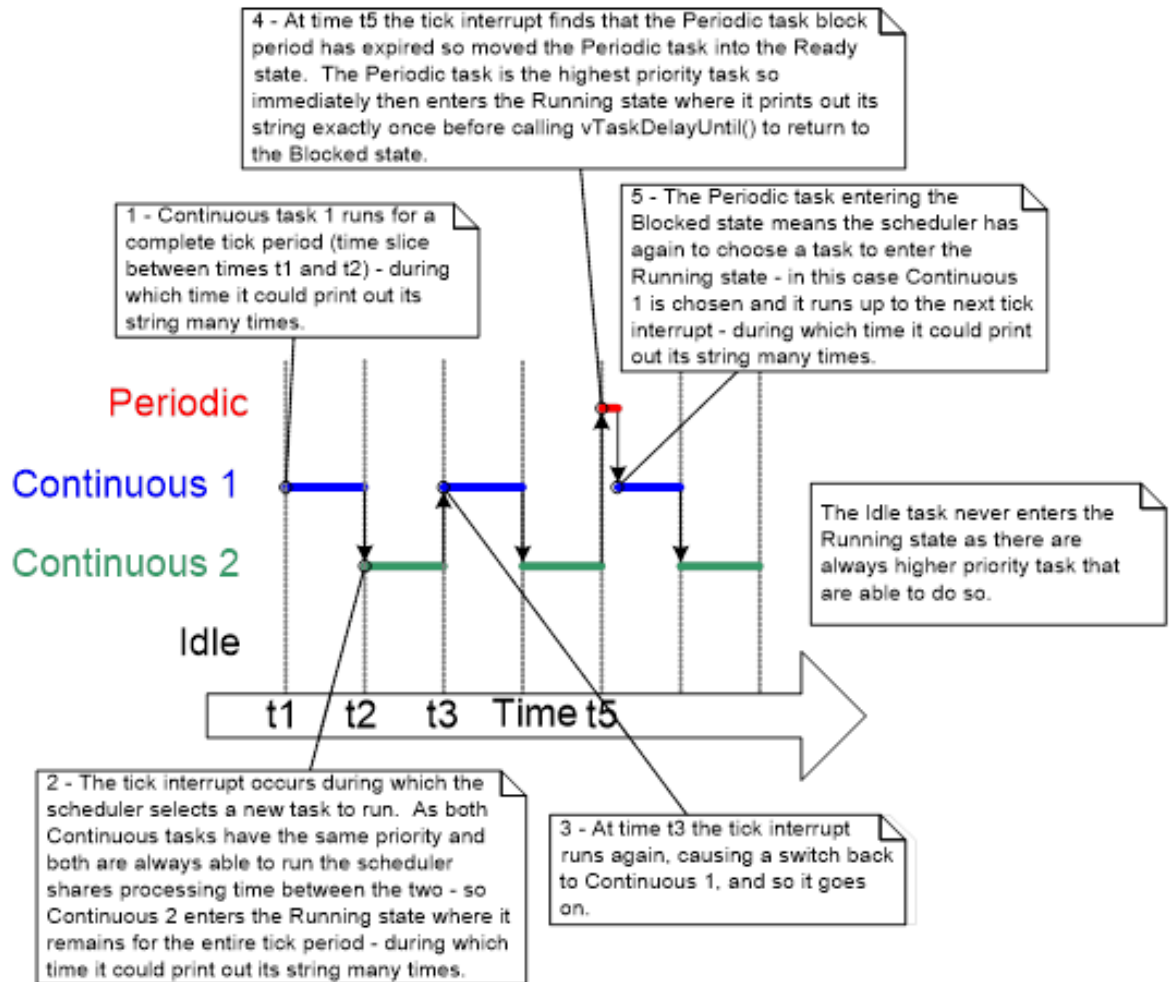 4 - At time t5 the tick interrupt finds that the Periodic task block
period has expired so moved the Periodic task into the Ready
state. The Periodic task is the highest priority task so
immediately then enters the Running state where it prints out its
string exactly once before calling vTaskDelayUntil() to return to
the Blocked state.
1 - Continuous task 1 runs for a
complete tick period (time slice
between times t1 and t2) - during
which time it could print out its
string many times.
5 - The Periodic task entering the
Blocked state means the scheduler has
again to choose a task to enter the
Running state - in this case Continuous
1 is chosen and it runs up to the next tick
interrupt - during which time it could print
out its string many times.
Periodic
Continuous 1
Continuous 2
Idle
The Idle task never enters the
Running state as there are
always higher priority task that
are able to do so.
t1 t2 t3 Time t5
2 - The tick interrupt occurs during which the
scheduler selects a new task to run. As both
Continuous tasks have the same priority and
both are always able to run the scheduler
shares processing time between the two - so
Continuous 2 enters the Running state where it
remains for the entire tick period - during which
time it could print out its string many times.
3 - At time t3 the tick interrupt
runs again, causing a switch back
to Continuous 1, and so it goes
on.